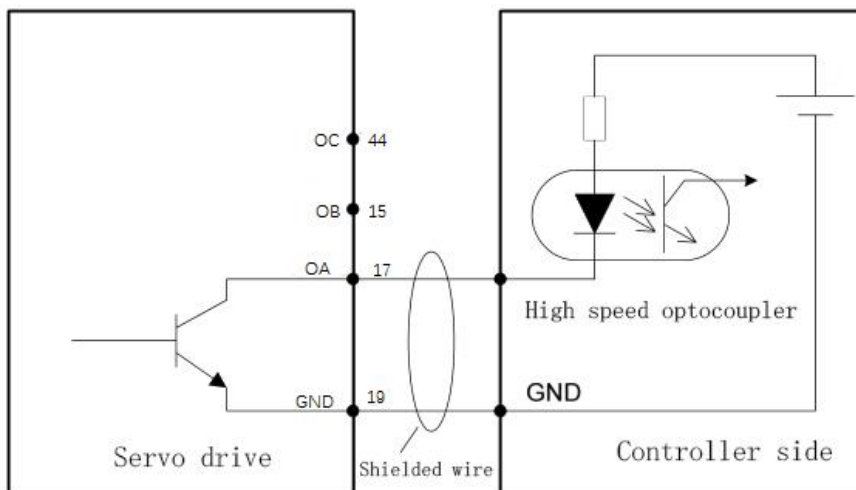 OC 44
OB 15
OA 17
High speed optocoupler
GND 19 GND
Servo drive Shielded wire Controller side